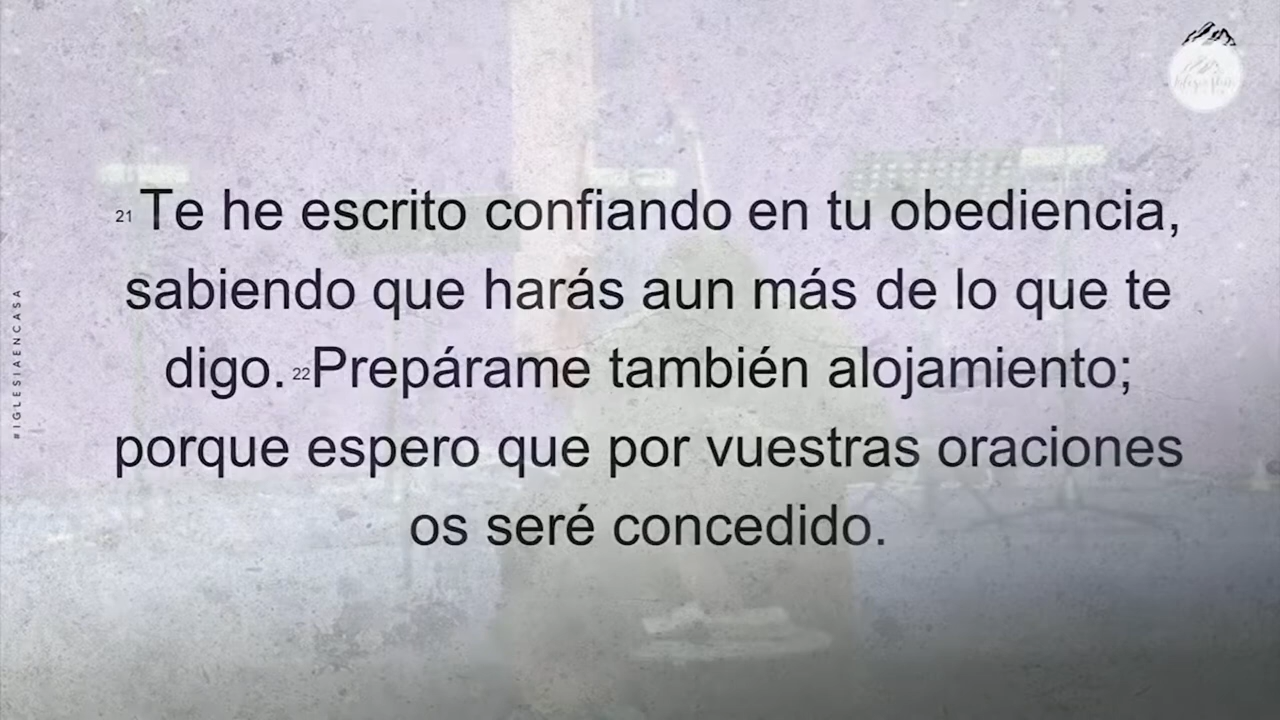 21 Te he escrito confiando en tu obediencia,
sabiendo que harás aun más de lo que te
digo. 22 Prepárame también alojamiento;
porque espero que por vuestras oraciones
os seré concedido.
#IGLESIAENCASA